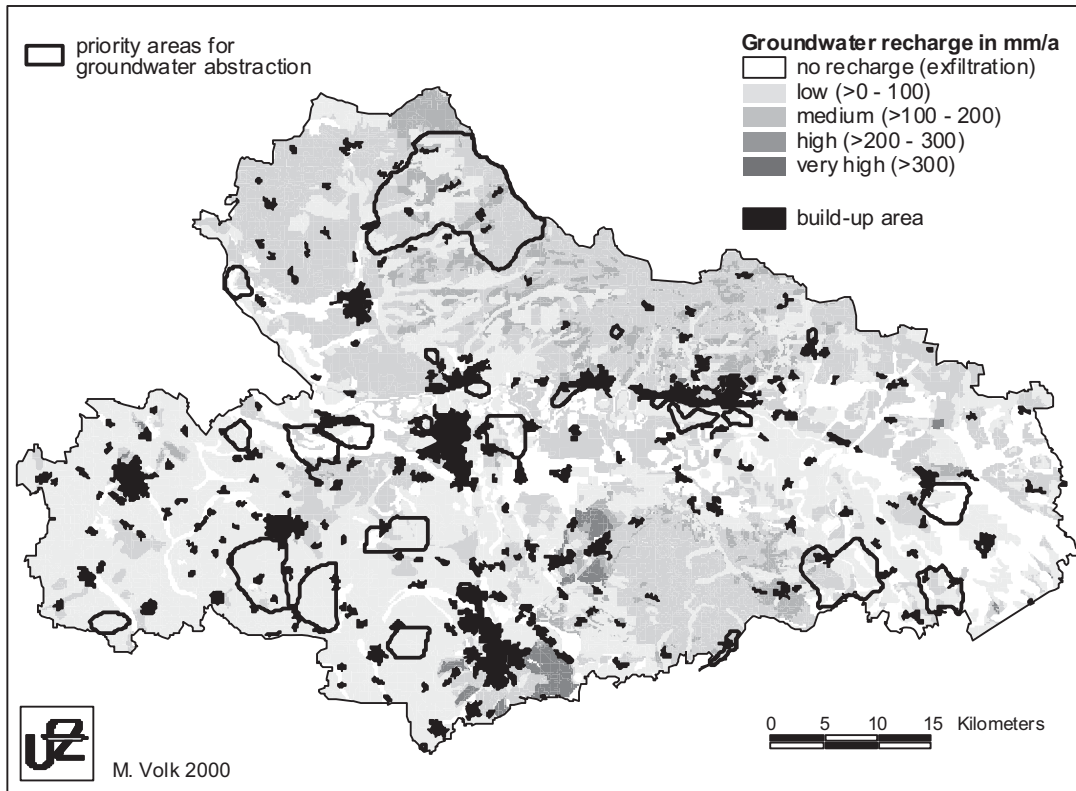 priority areas for
groundwater abstraction
Groundwater recharge in mm/a
no recharge (exfiltration)
low (>0 - 100)
medium (>100 - 200)
high (>200 - 300)
very high (>300)
build-up area
UFZ
M. Volk 2000
0 5 10 15 Kilometers